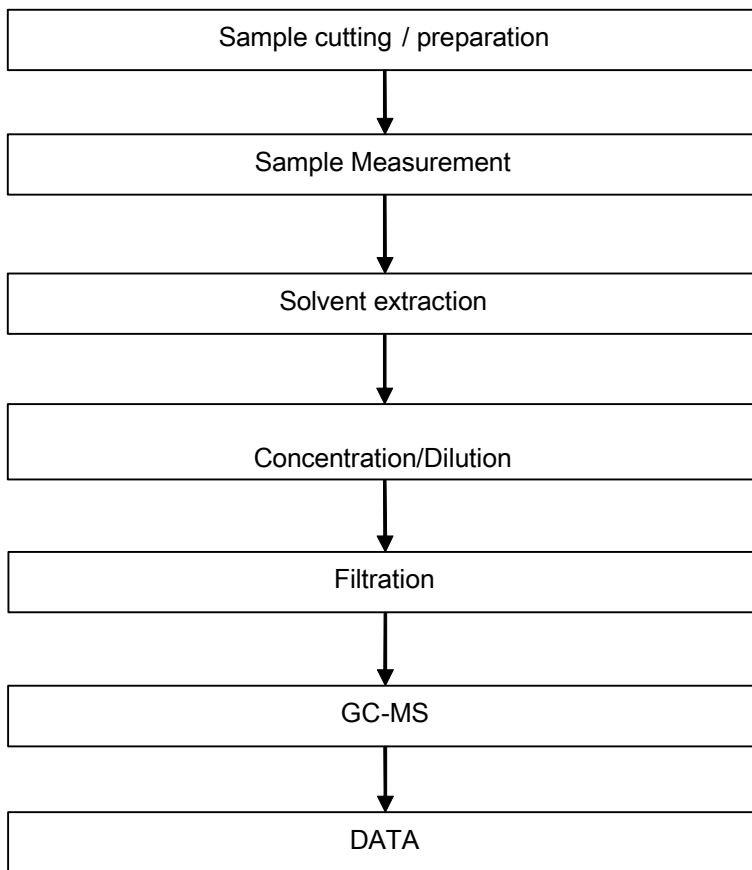 Sample cutting / preparation
Sample Measurement
Solvent extraction
Concentration/Dilution
Filtration
GC-MS
DATA